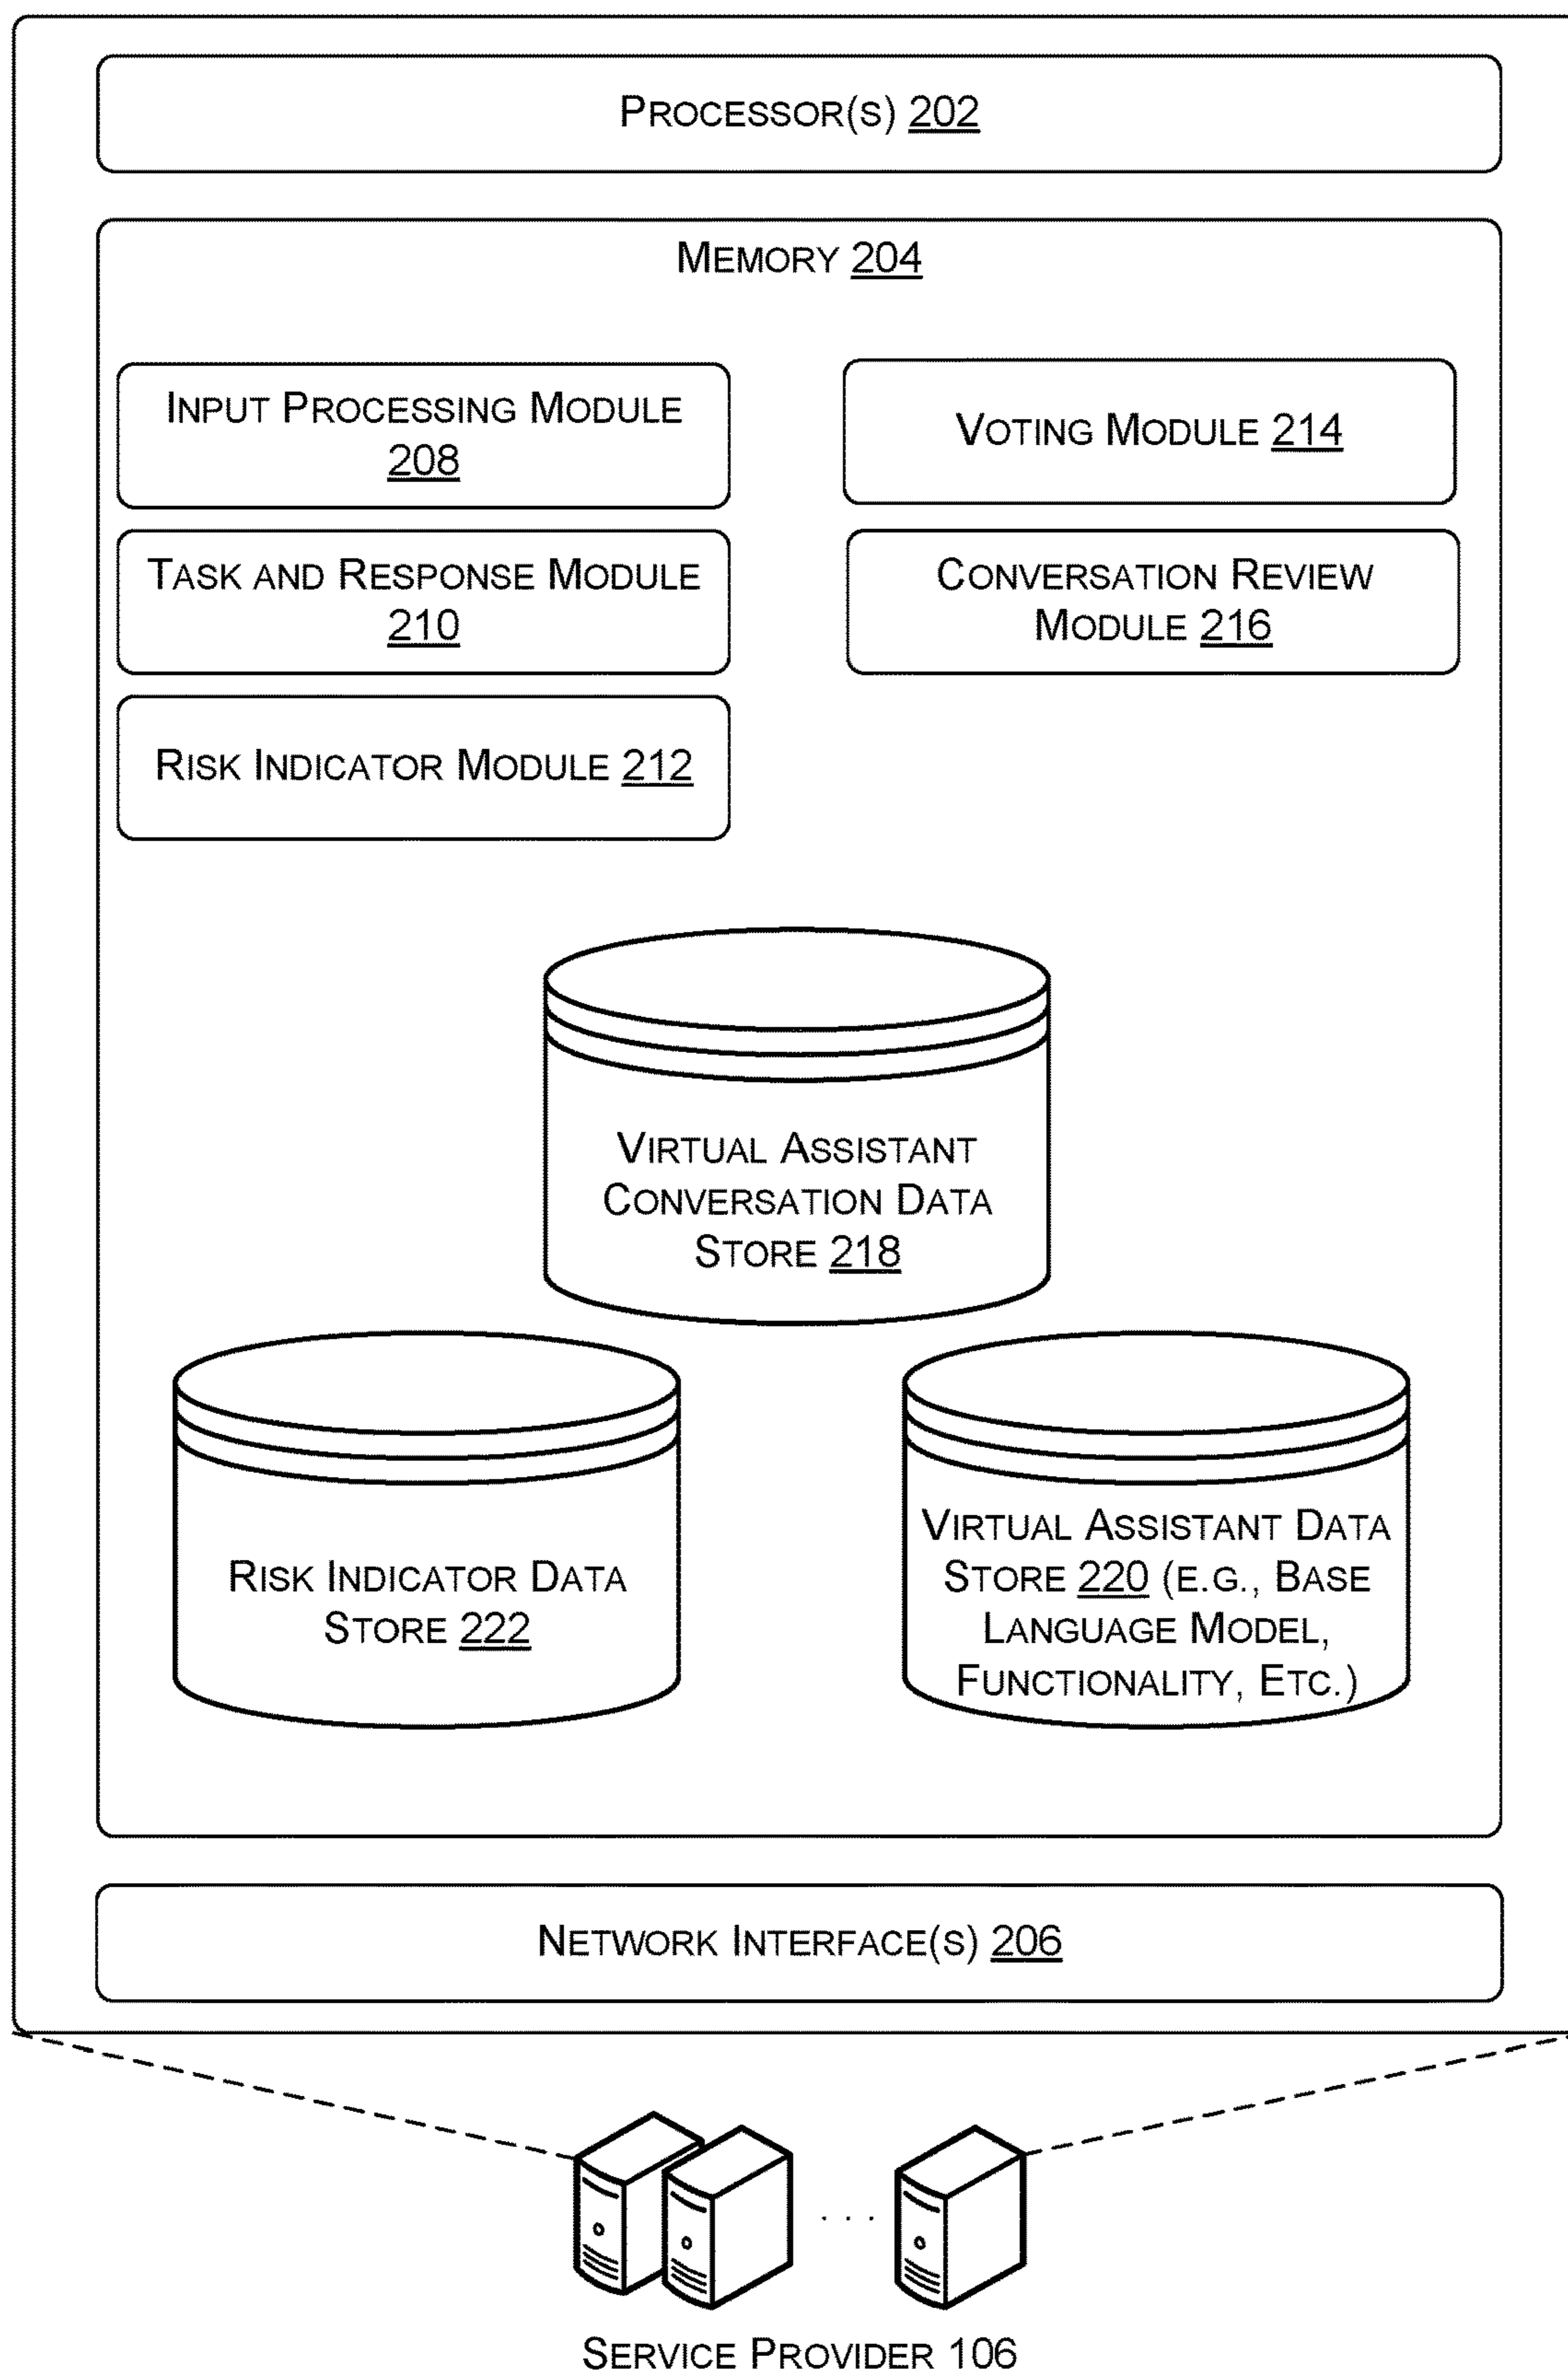 PROCESSOR(S) 202
MEMORY 204
INPUT PROCESSING MODULE
208
VOTING MODULE 214
TASK AND RESPONSE MODULE
210
CONVERSATION REVIEW
MODULE 216
RISK INDICATOR MODULE 212
VIRTUAL ASSISTANT
CONVERSATION DATA
STORE 218
RISK INDICATOR DATA
STORE 222
VIRTUAL ASSISTANT DATA
STORE 220 (E.G., BASE
LANGUAGE MODEL,
FUNCTIONALITY, ETC.)
NETWORK INTERFACE(S) 206
. . .
SERVICE PROVIDER 106